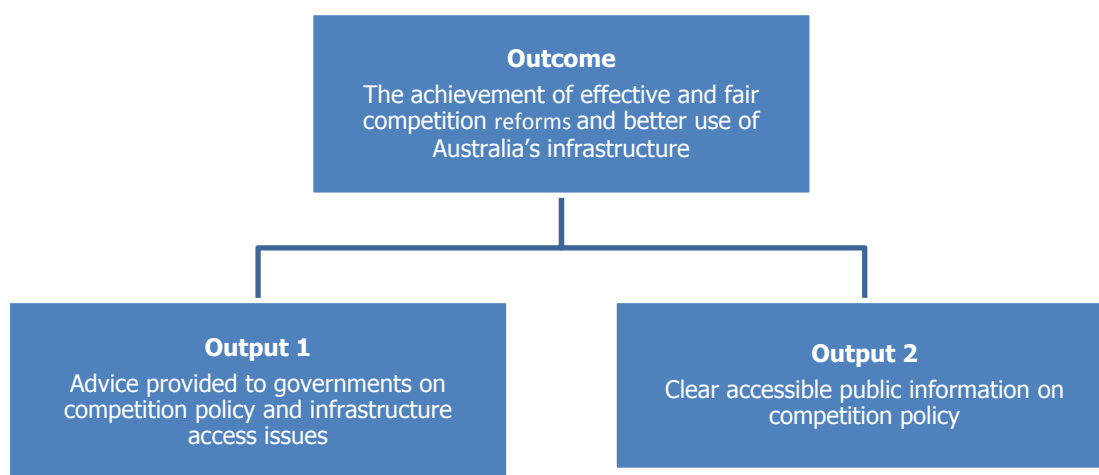 Outcome
The achievement of effective and fair
competition reforms and better use of
Australia’s infrastructure
Output 1
Advice provided to governments on
competition policy and infrastructure
access issues
Output 2
Clear accessible public information on
competition policy